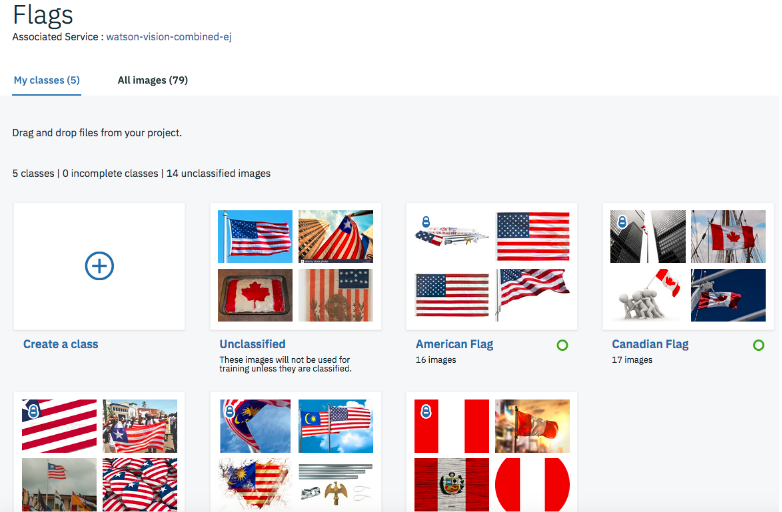 Flags
Associated Service : watson-vision-combined-ej
My classes (5)
All images (79)
Drag and drop files from your project.
5 classes | 0 incomplete classes | 14 unclassified images
Create a class
Unclassified
These images will not be used for
training unless they are classified.
American Flag
16 images
Canadian Flag
17 images